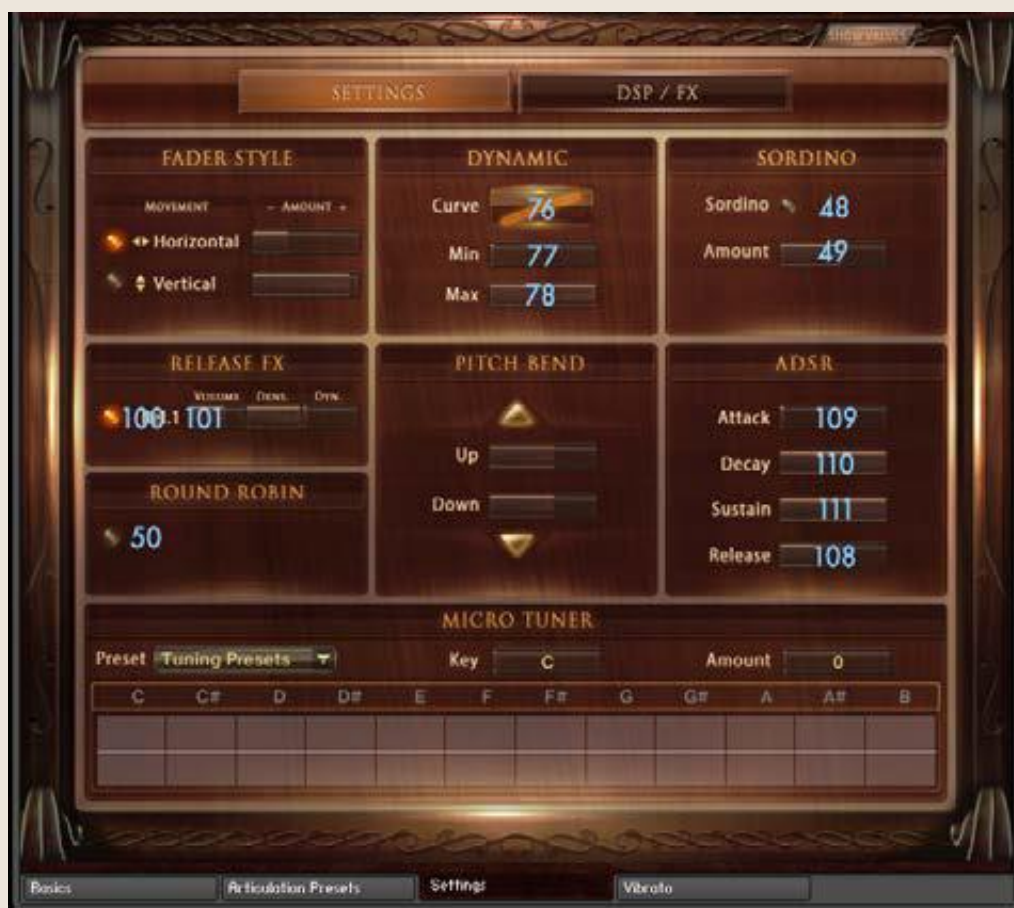 SHOW VALUES
SETTINGS DSP / FX
FADER STYLE
MOVEMENT - AMOUNT +
Horizontal
Vertical
DYNAMIC
Curve 76
Min 77
Max 78
SORDINO
Sordino 48
Amount 49
RELEASE FX
VOLUME DENS. DYN.
100 .1 101
ROUND ROBIN
50
PITCH BEND
Up
Down
ADSR
Attack 109
Decay 110
Sustain 111
Release 108
MICRO TUNER
Preset Tuning Presets Key C Amount 0
C C# D D# E F F# G G# A A# B
Basics Articulation Presets Settings Vibrato